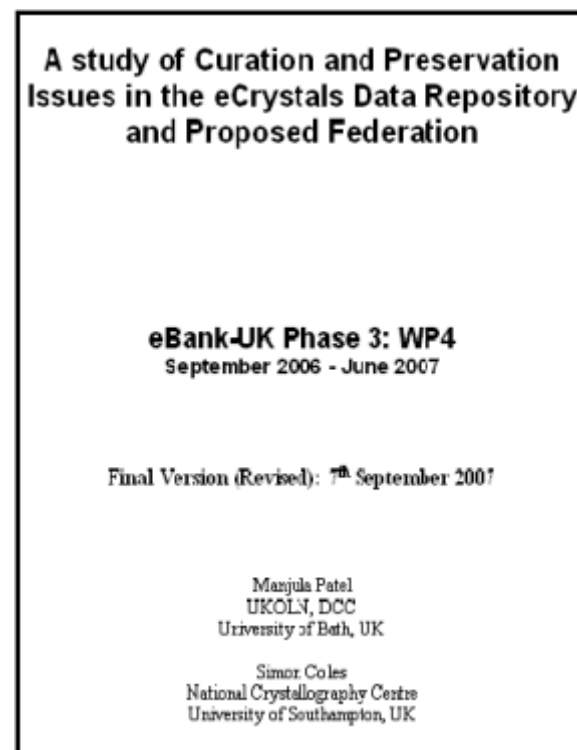 A study of Curation and Preservation
Issues in the eCrystals Data Repository
and Proposed Federation
eBank-UK Phase 3: WP4
September 2006 - June 2007
Final Version (Revised): 7th September 2007
Manjula Patel
UKOLN, DCC
University of Bath, UK
Simon Coles
National Crystallography Centre
University of Southampton, UK